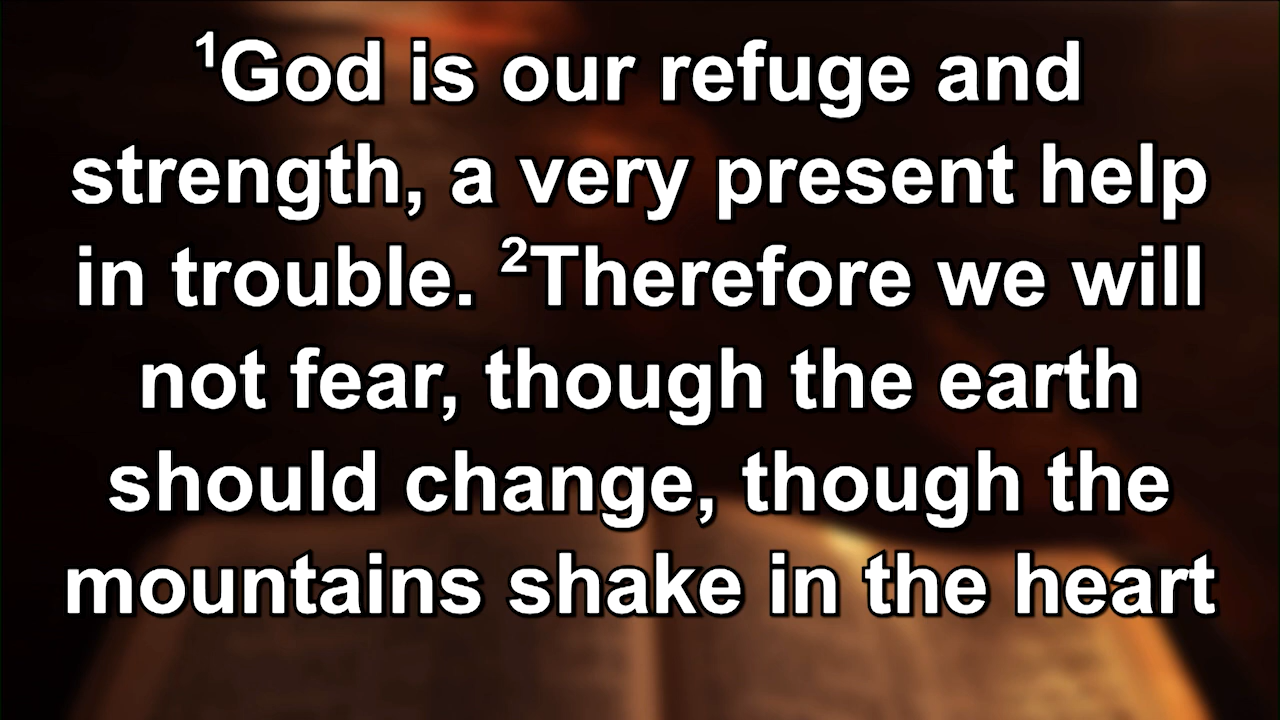 ¹God is our refuge and
strength, a very present help
in trouble. ²Therefore we will
not fear, though the earth
should change, though the
mountains shake in the heart